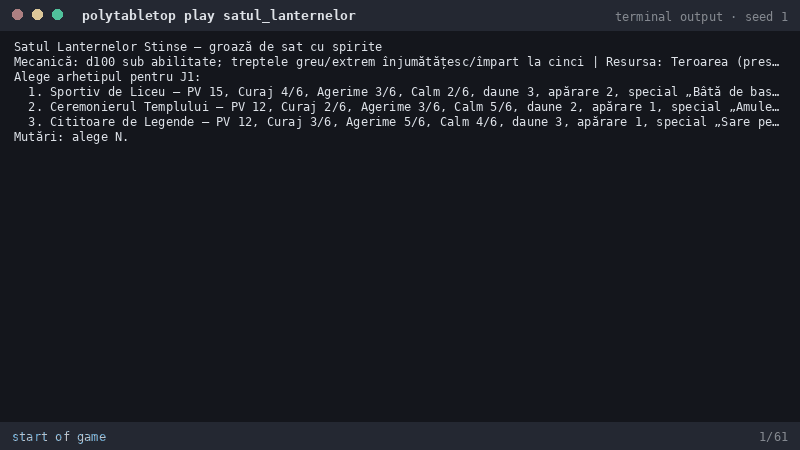 polytabletop play satul_lanternelor
terminal output · seed 1
Satul Lanternelor Stinse — groază de sat cu spirite
Mecanică: d100 sub abilitate; treptele greu/extrem înjumătățesc/împart la cinci | Resursa: Teroarea (pres…
Alege arhetipul pentru J1:
1. Sportiv de Liceu — PV 15, Curaj 4/6, Agerime 3/6, Calm 2/6, daune 3, apărare 2, special „Bâtă de bas…
2. Ceremonierul Templului — PV 12, Curaj 2/6, Agerime 3/6, Calm 5/6, daune 2, apărare 1, special „Amule…
3. Cititoare de Legende — PV 12, Curaj 3/6, Agerime 5/6, Calm 4/6, daune 3, apărare 1, special „Sare pe…
Mutări: alege N.
start of game
1/61